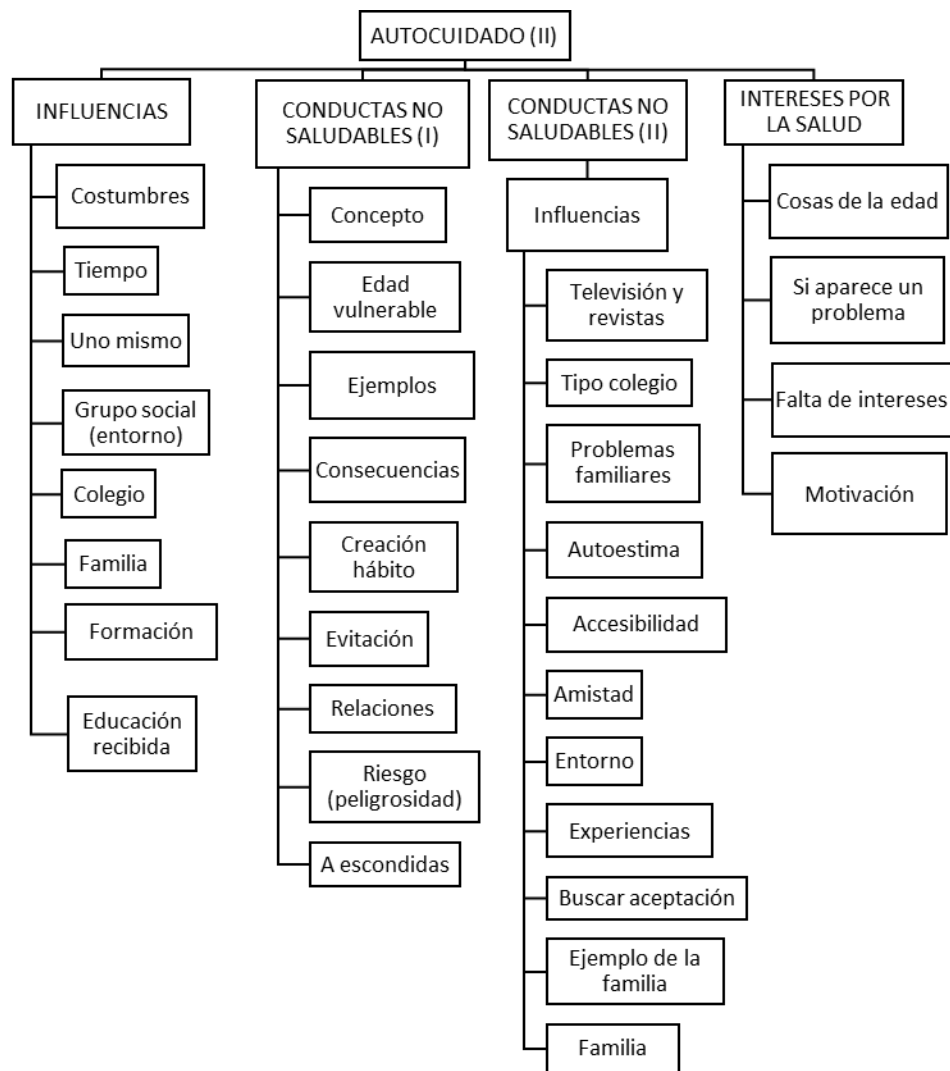 AUTOCUIDADO (II)
INFLUENCIAS
Costumbres
Tiempo
Uno mismo
Grupo social
(entorno)
Colegio
Familia
Formación
Educación
recibida
CONDUCTAS NO
SALUDABLES (I)
Concepto
Edad
vulnerable
Ejemplos
Consecuencias
Creación
hábito
Evitación
Relaciones
Riesgo
(peligrosidad)
A escondidas
CONDUCTAS NO
SALUDABLES (II)
Influencias
Televisión y
revistas
Tipo colegio
Problemas
familiares
Autoestima
Accesibilidad
Amistad
Entorno
Experiencias
Buscar aceptación
Ejemplo de la
familia
Familia
INTERESES POR
LA SALUD
Cosas de la edad
Si aparece un
problema
Falta de intereses
Motivación